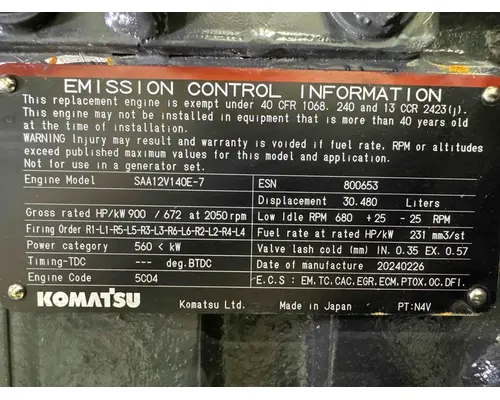 EMISSION CONTROL INFORMATION
This replacement engine is exempt under 40 CFR 1068. 240 and 13 CCR 2423(j).
This engine may not be installed in equipment that is more than 40 years old
at the time of installation.
WARNING Injury may result and warranty is voided if fuel rate, RPM or altitudes
exceed published maximum values for this model and application.
Not for use in a generator set.
Engine Model SAA12V140E-7 ESN 800653
Displacement 30.480 Liters
Gross rated HP/kW 900 / 672 at 2050 rpm Low Idle RPM 680 +25 - 25 RPM
Firing Order R1-L1-R5-L5-R3-L3-R6-L6-R2-L2-R4-L4 Fuel rate at rated HP/kW 231 mm3/st
Power category 560 < kW Valve lash cold (mm) IN. 0.35 EX. 0.57
Timing-TDC --- deg.BTDC Date of manufacture 20240226
Engine Code 5C04 E.C.S : EM.TC.CAC.EGR.ECM.PTOX.OC.DFI.
KOMATSU Komatsu Ltd. Made in Japan PT:N4V